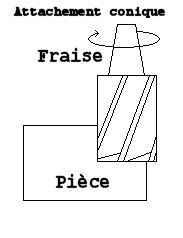 Attachement conique
Fraise
Pièce